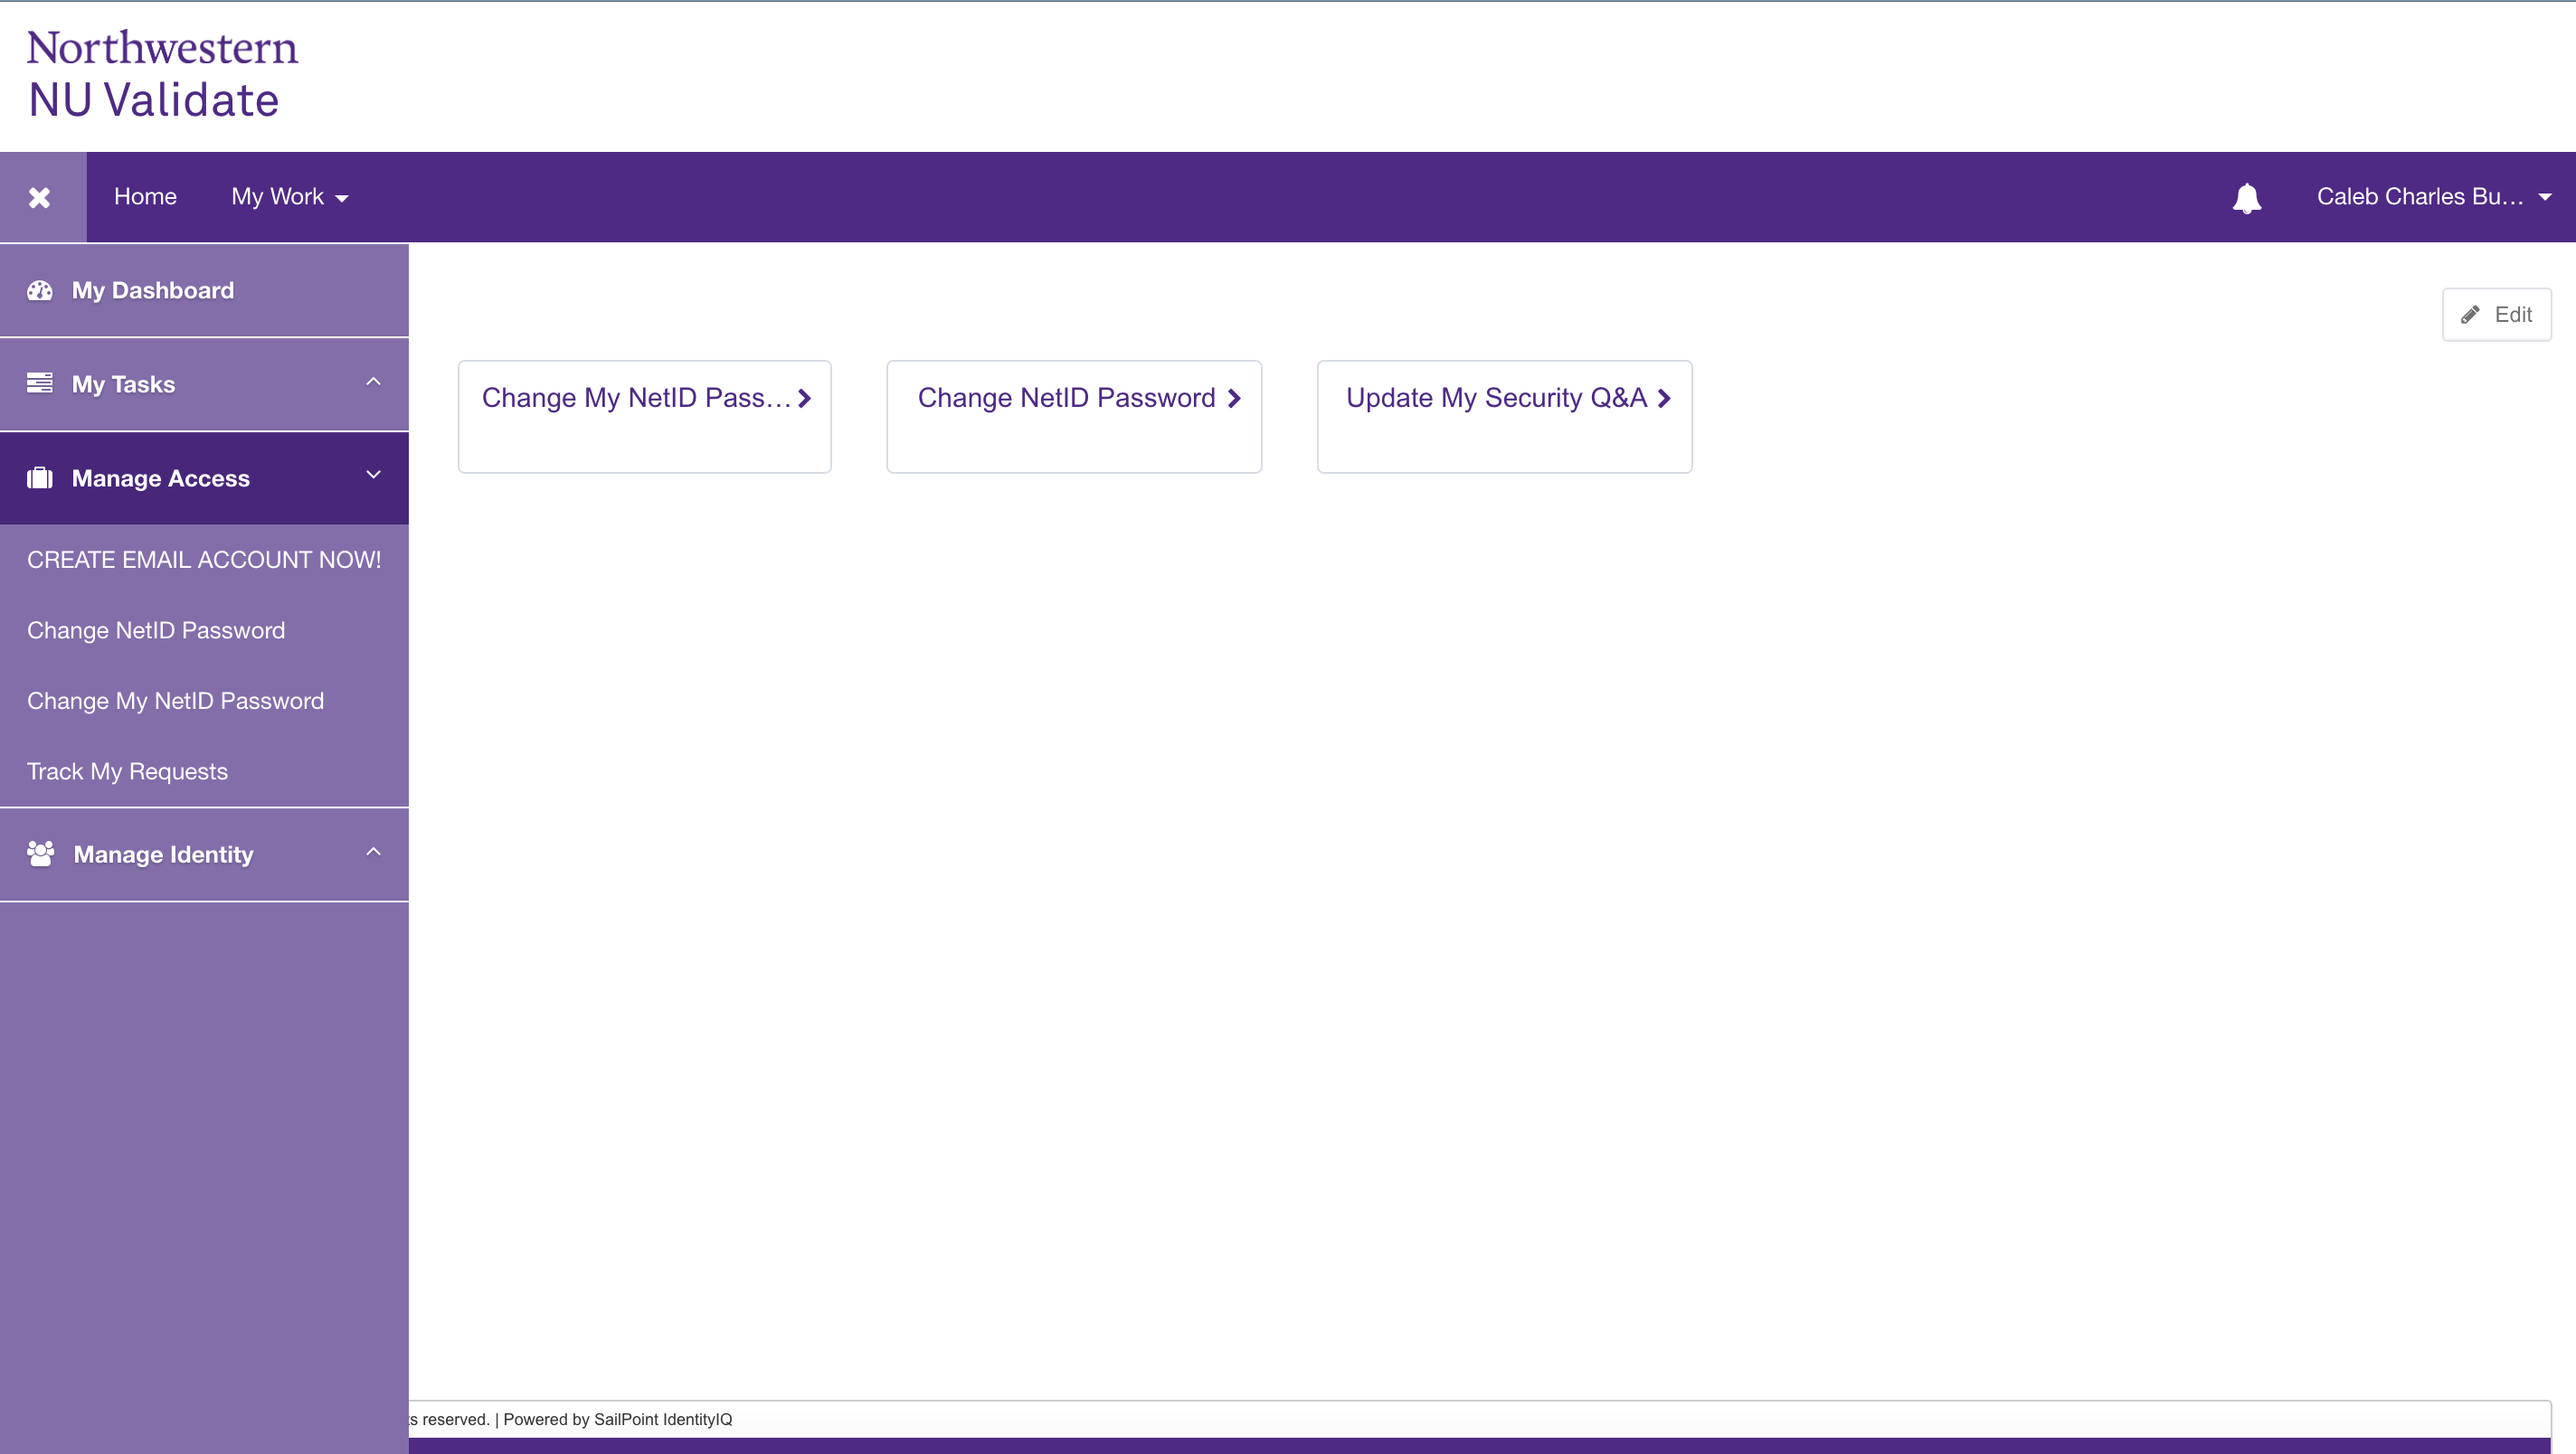 Northwestern
NU Validate
Home
My Work
Caleb Charles Bu...
My Dashboard
My Tasks
Manage Access
CREATE EMAIL ACCOUNT NOW!
Change NetID Password
Change My NetID Password
Track My Requests
Manage Identity
Edit
Change My NetID Pass...
Change NetID Password
Update My Security Q&A
s reserved. | Powered by SailPoint IdentityIQ